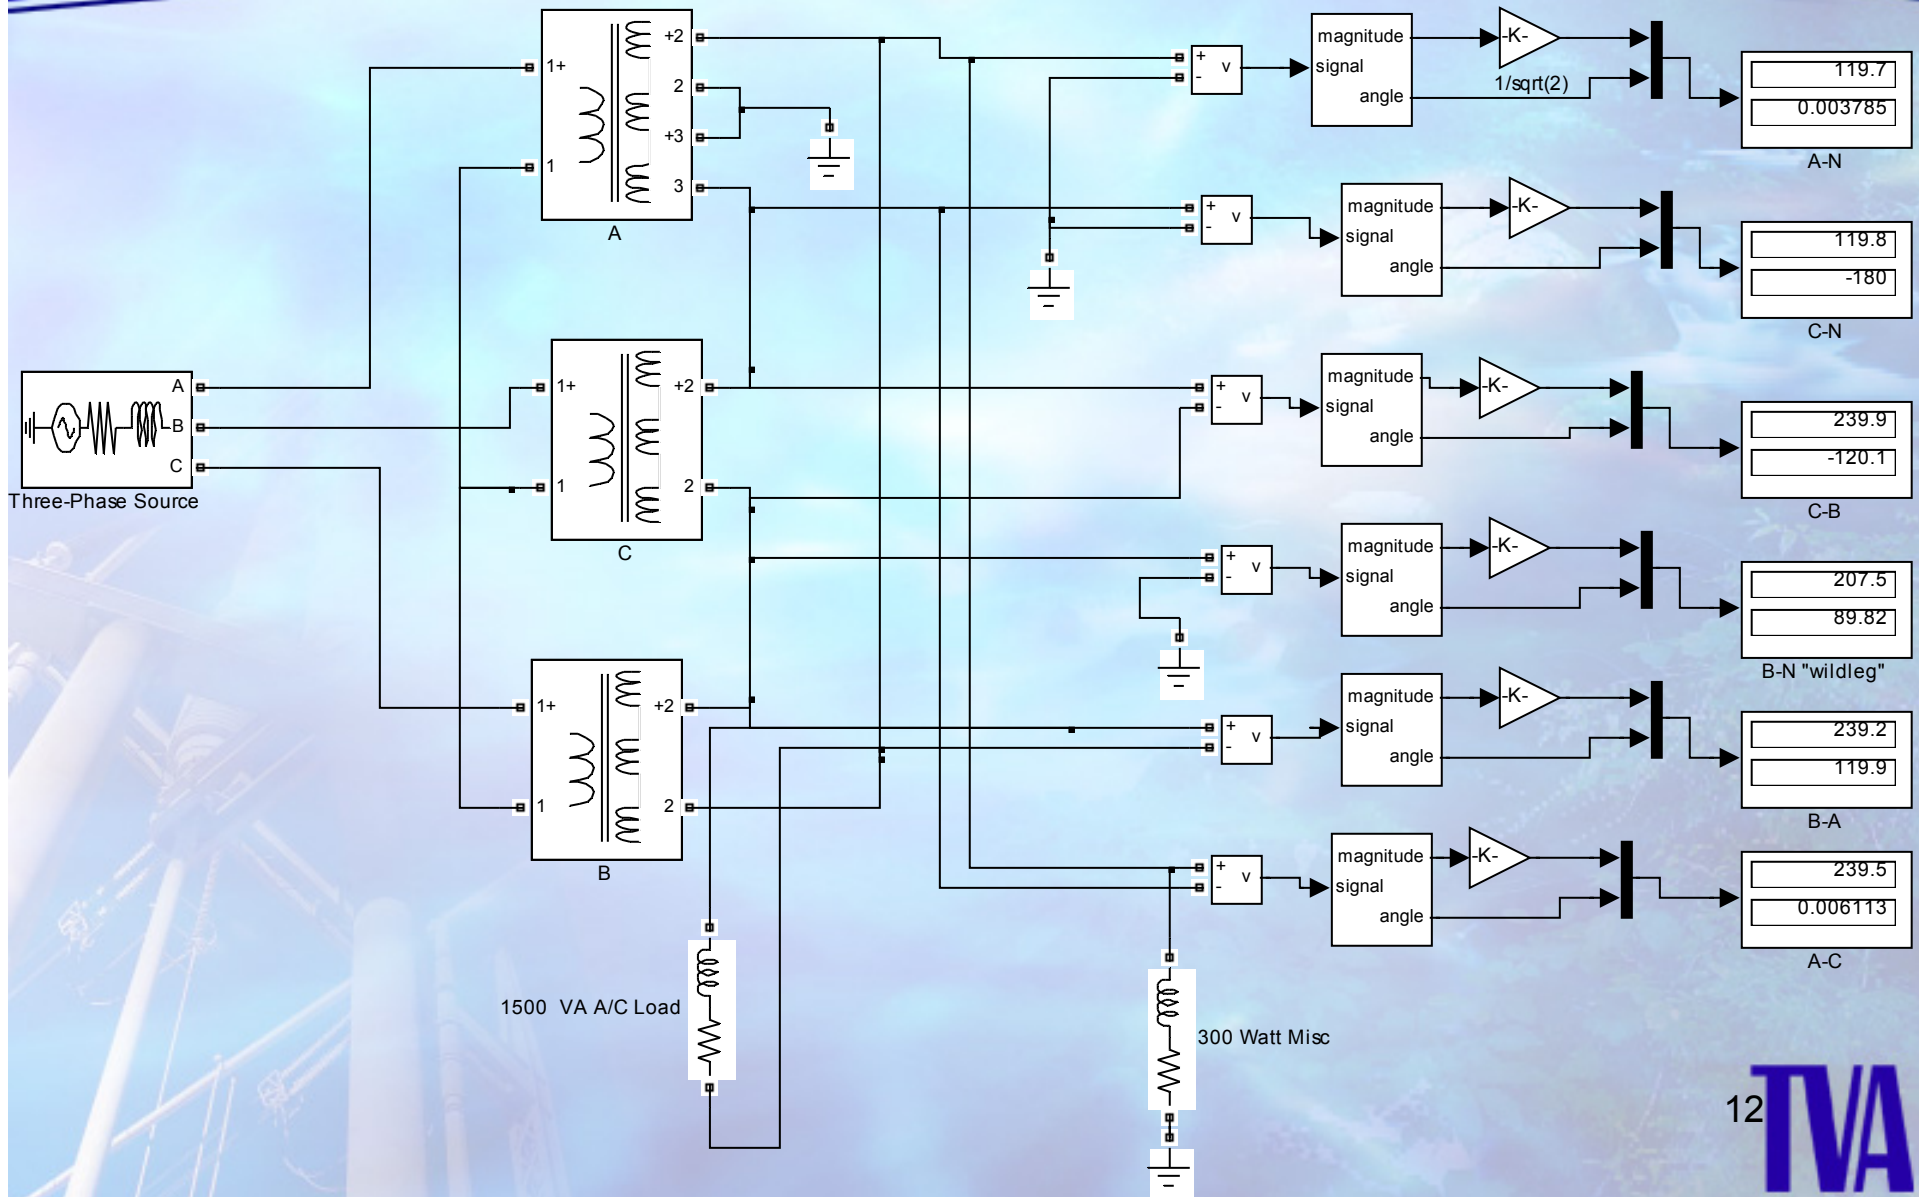 Three-Phase Source
A
B
C
1+
1
+2
2
+3
3
A
1+
1
+2
2
C
1+
1
+2
2
B
1500 VA A/C Load
300 Watt Misc
+
-
v
signal
magnitude
angle
-K-
1/sqrt(2)
119.7
0.003785
A-N
+
-
v
signal
magnitude
angle
-K-
119.8
-180
C-N
+
-
v
signal
magnitude
angle
-K-
239.9
-120.1
C-B
+
-
v
signal
magnitude
angle
-K-
207.5
89.82
B-N "wildleg"
+
-
v
signal
magnitude
angle
-K-
239.2
119.9
B-A
+
-
v
signal
magnitude
angle
-K-
239.5
0.006113
A-C
12
TVA